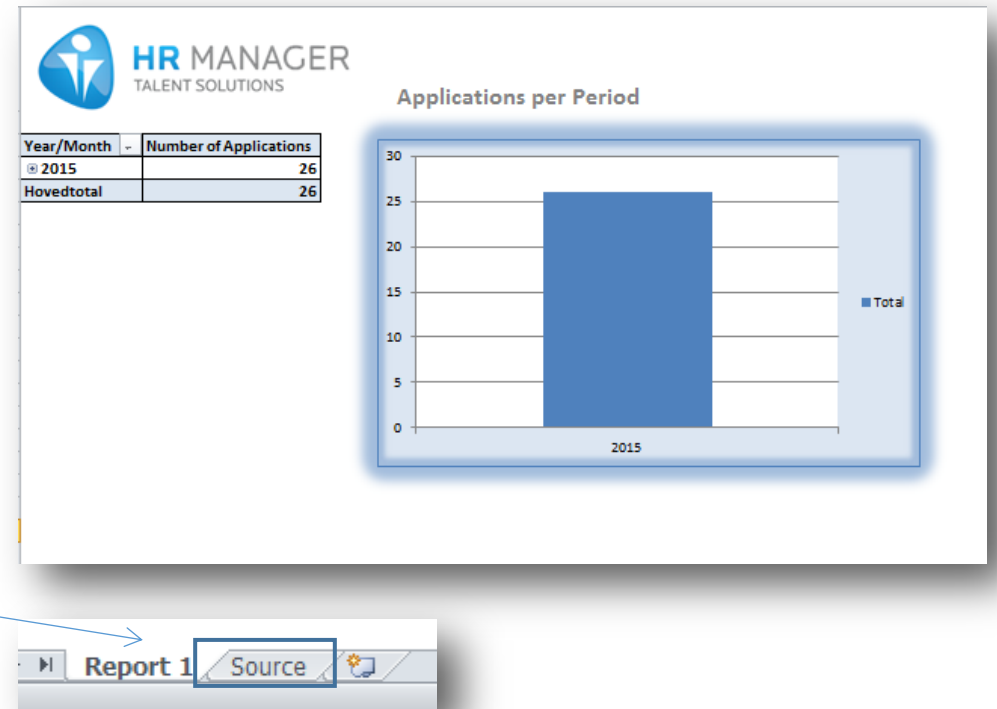 HR MANAGER
TALENT SOLUTIONS
Applications per Period
Year/Month Number of Applications
2015 26
Hovedtotal 26
30
25
20
15
10
5
0
2015
Total
Report 1 Source